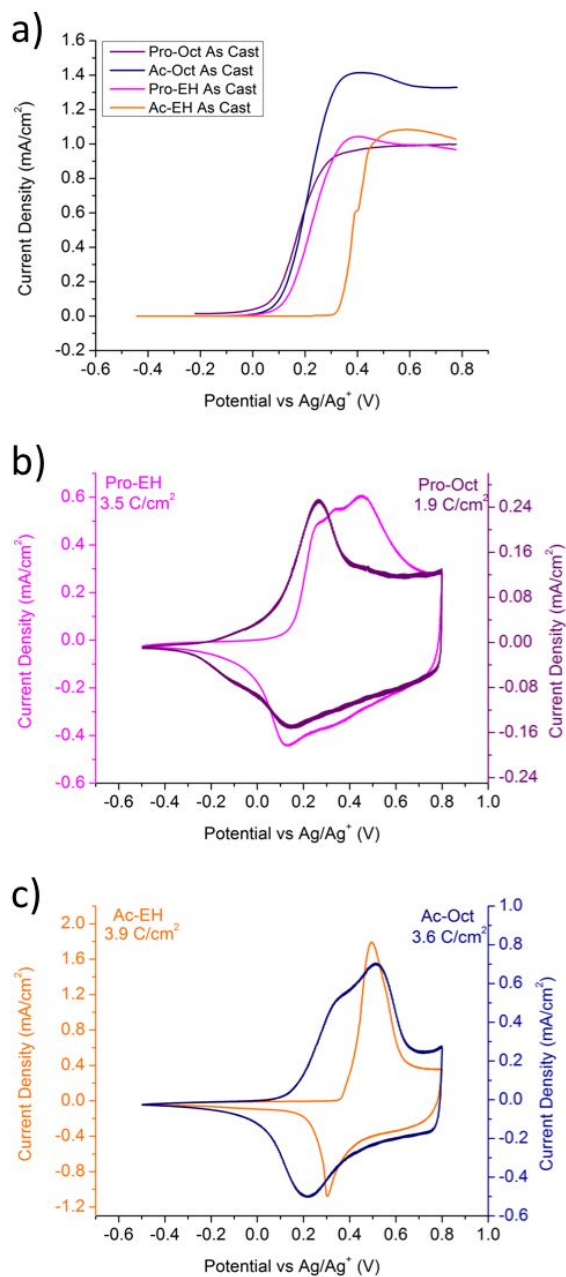 a)
1.6
1.4
1.2
1.0
0.8
0.6
0.4
0.2
0.0
-0.2
Current Density (mA/cm²)
Pro-Oct As Cast
Ac-Oct As Cast
Pro-EH As Cast
Ac-EH As Cast
-0.6 -0.4 -0.2 0.0 0.2 0.4 0.6 0.8
Potential vs Ag/Ag⁺ (V)
b)
Pro-EH
3.5 C/cm²
Pro-Oct
1.9 C/cm²
0.6
0.4
0.2
0.0
-0.2
-0.4
-0.6
Current Density (mA/cm²)
0.24
0.16
0.08
0.00
-0.08
-0.16
-0.24
Current Density (mA/cm²)
-0.6 -0.4 -0.2 0.0 0.2 0.4 0.6 0.8 1.0
Potential vs Ag/Ag⁺ (V)
c)
Ac-EH
3.9 C/cm²
Ac-Oct
3.6 C/cm²
2.0
1.6
1.2
0.8
0.4
0.0
-0.4
-0.8
-1.2
Current Density (mA/cm²)
1.0
0.8
0.6
0.4
0.2
0.0
-0.2
-0.4
-0.6
Current Density (mA/cm²)
-0.6 -0.4 -0.2 0.0 0.2 0.4 0.6 0.8 1.0
Potential vs Ag/Ag⁺ (V)